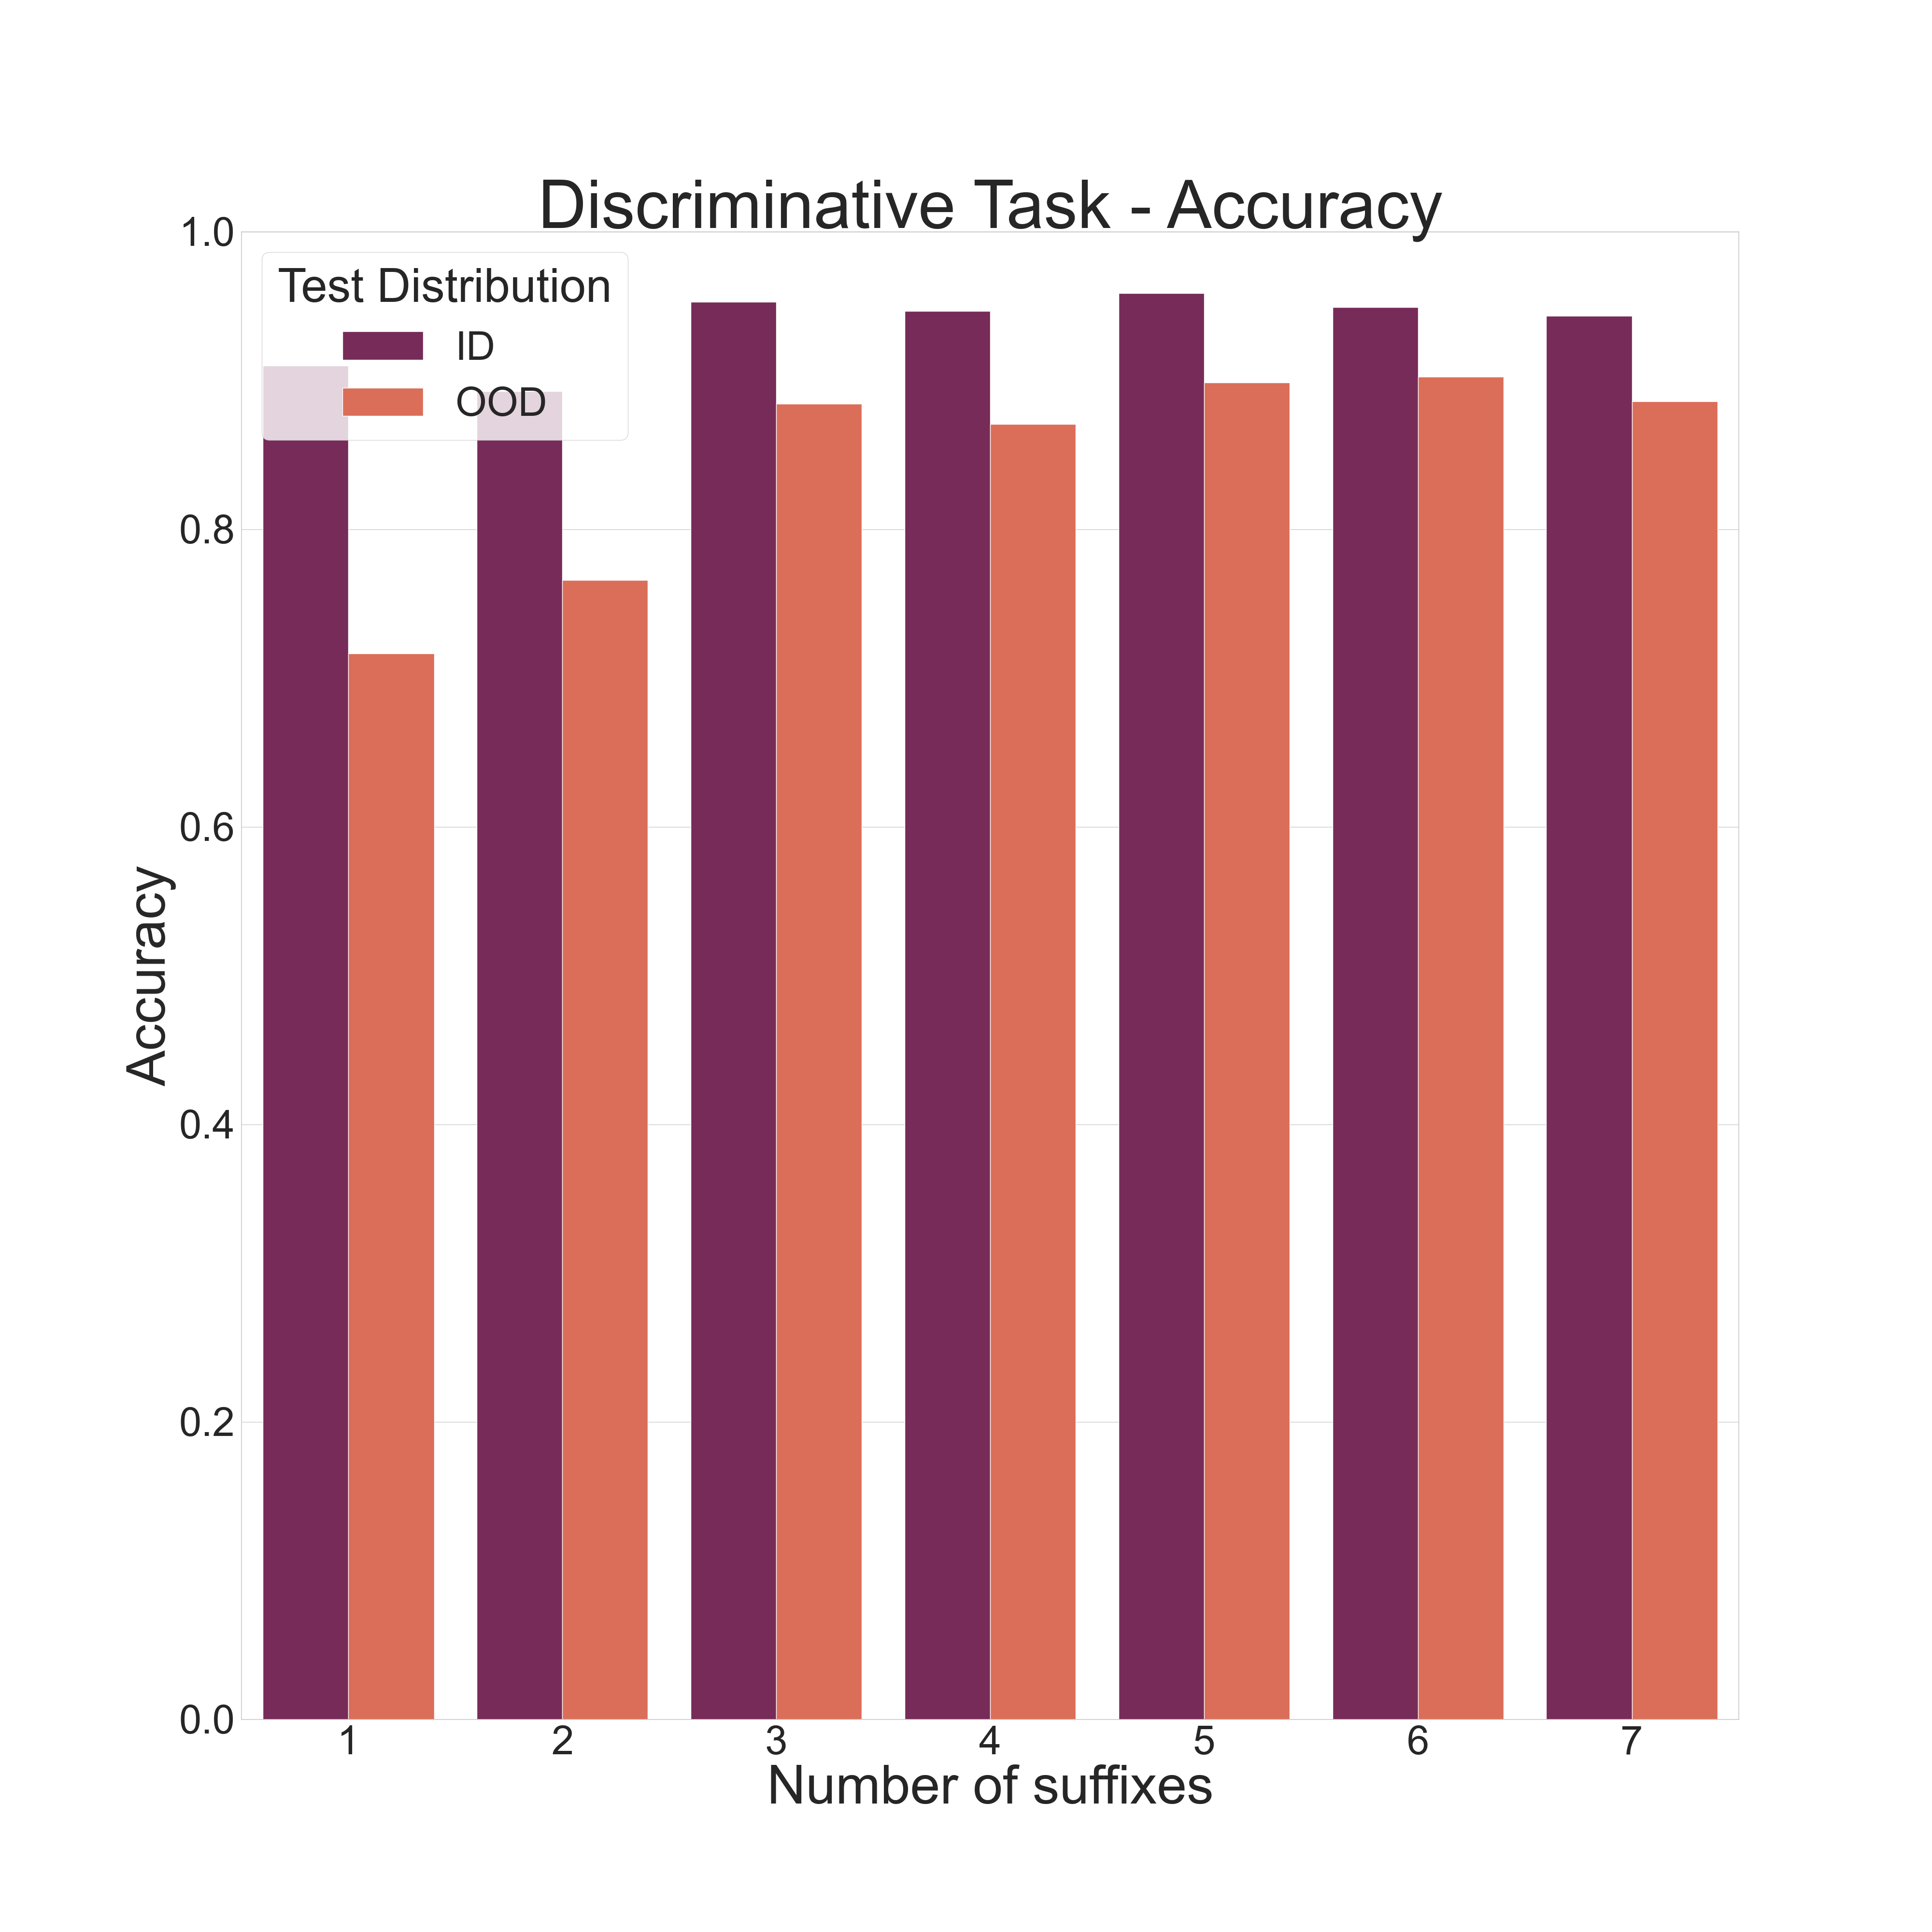 Discriminative Task - Accuracy
1.0
Test Distribution
ID
OOD
0.8
0.6
Accuracy
0.4
0.2
0.0
1 2 3 4 5 6 7
Number of suffixes